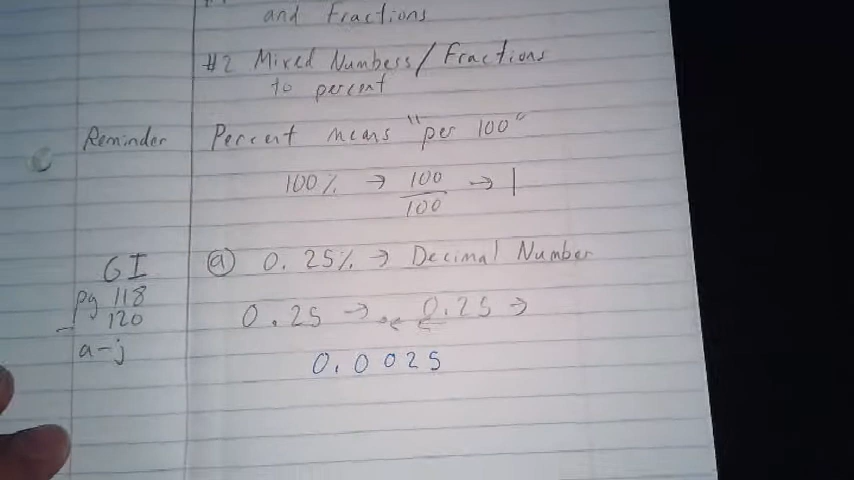 and Fractions
#2 Mixed Numbers/Fractions
to percent
Reminder Percent means "per 100"
100% → 100/100 → 1
GI ⓐ 0.25% → Decimal Number
pg 118
- 120 0.25 → .← 0.25 →
a-j
0.0025